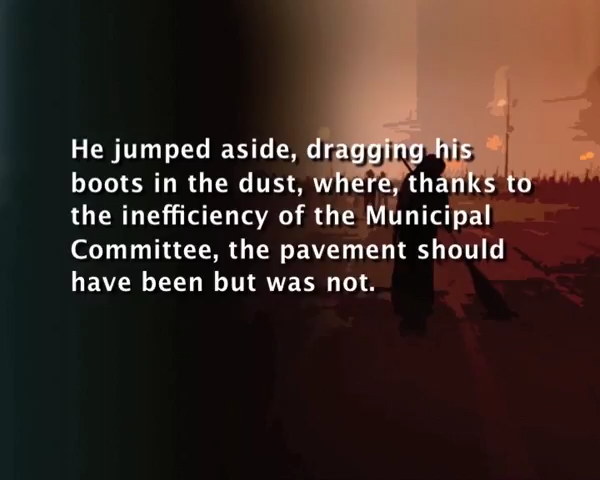 He jumped aside, dragging his
boots in the dust, where, thanks to
the inefficiency of the Municipal
Committee, the pavement should
have been but was not.